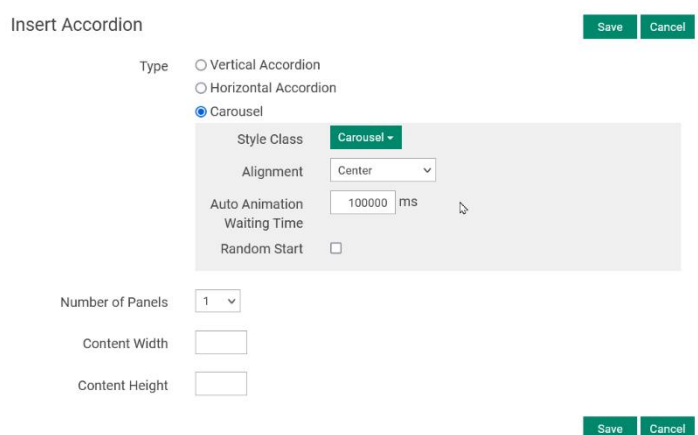 Insert Accordion
Save Cancel
Type Vertical Accordion
Horizontal Accordion
Carousel
Style Class Carousel
Alignment Center
Auto Animation
Waiting Time 100000 ms
Random Start
Number of Panels 1
Content Width
Content Height
Save Cancel